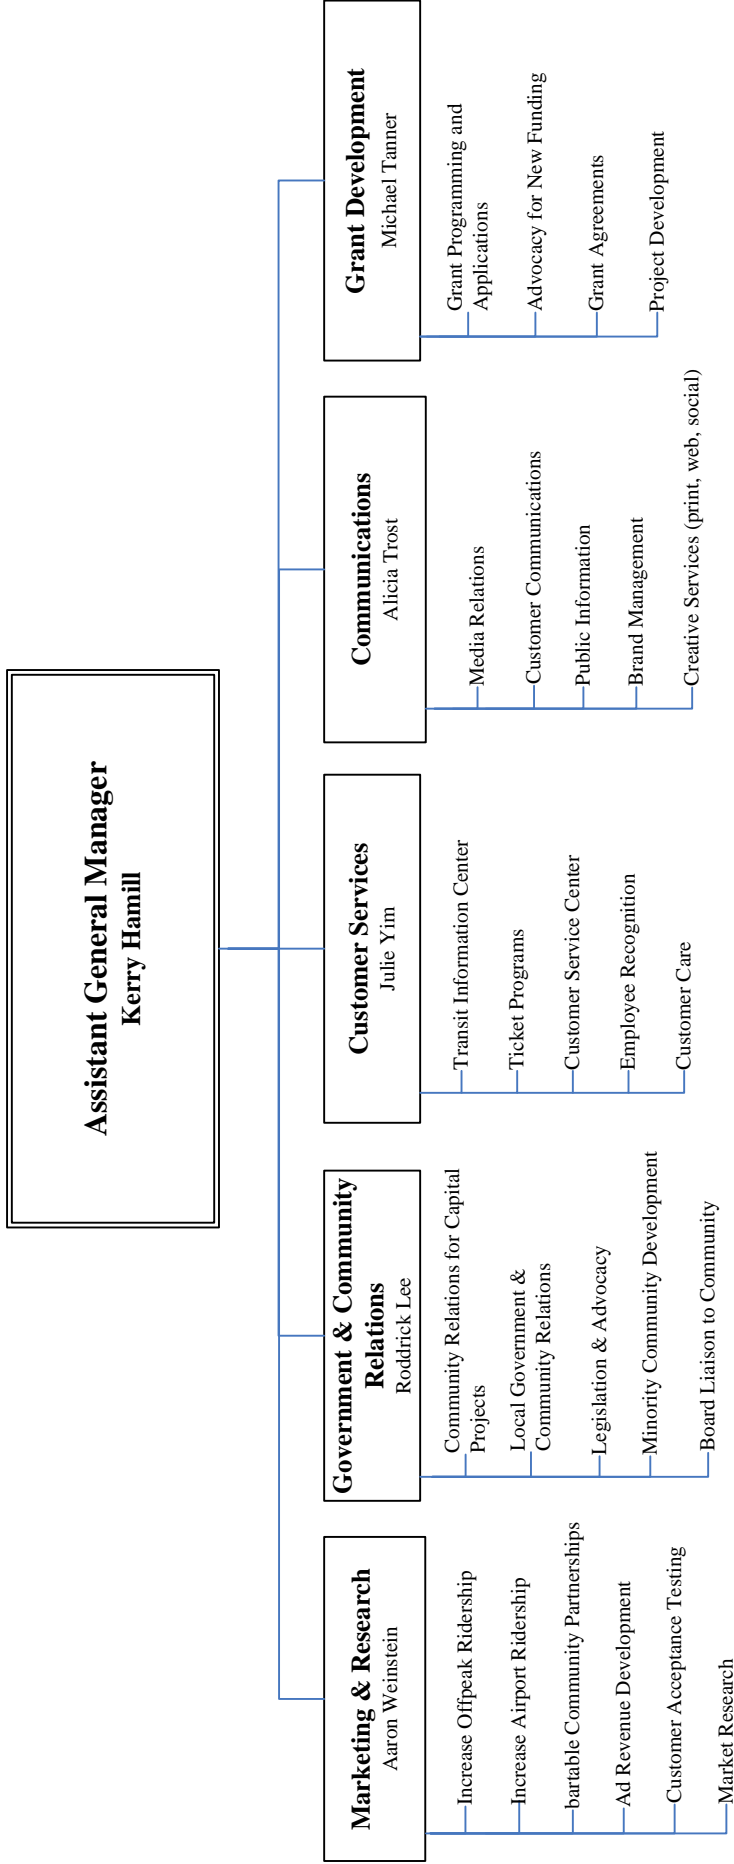 Assistant General Manager
Kerry Hamill
Marketing & Research
Aaron Weinstein
Increase Offpeak Ridership
Increase Airport Ridership
bartable Community Partnerships
Ad Revenue Development
Customer Acceptance Testing
Market Research
Government & Community
Relations
Roddrick Lee
Community Relations for Capital
Projects
Local Government &
Community Relations
Legislation & Advocacy
Minority Community Development
Board Liaison to Community
Customer Services
Julie Yim
Transit Information Center
Ticket Programs
Customer Service Center
Employee Recognition
Customer Care
Communications
Alicia Trost
Media Relations
Customer Communications
Public Information
Brand Management
Creative Services (print, web, social)
Grant Development
Michael Tanner
Grant Programming and
Applications
Advocacy for New Funding
Grant Agreements
Project Development